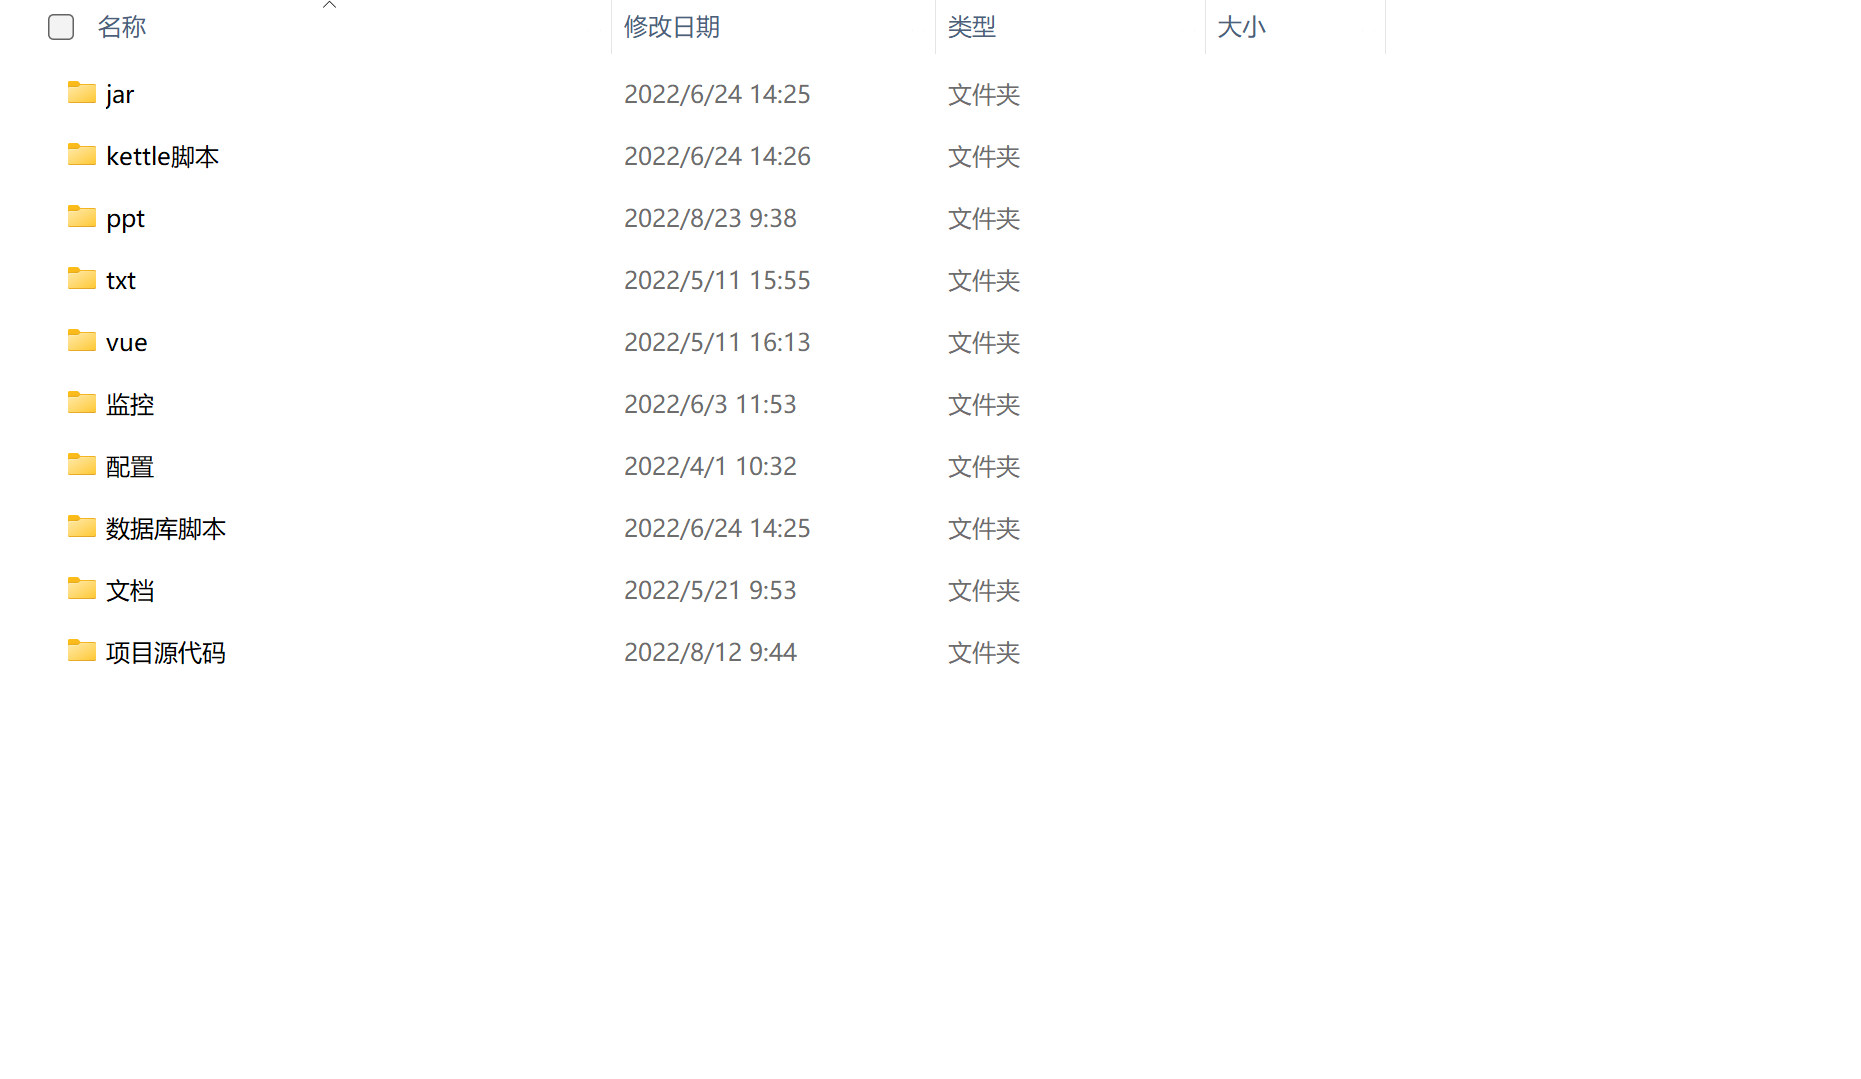 名称 修改日期 类型 大小
jar 2022/6/24 14:25 文件夹
kettle脚本 2022/6/24 14:26 文件夹
ppt 2022/8/23 9:38 文件夹
txt 2022/5/11 15:55 文件夹
vue 2022/5/11 16:13 文件夹
监控 2022/6/3 11:53 文件夹
配置 2022/4/1 10:32 文件夹
数据库脚本 2022/6/24 14:25 文件夹
文档 2022/5/21 9:53 文件夹
项目源代码 2022/8/12 9:44 文件夹